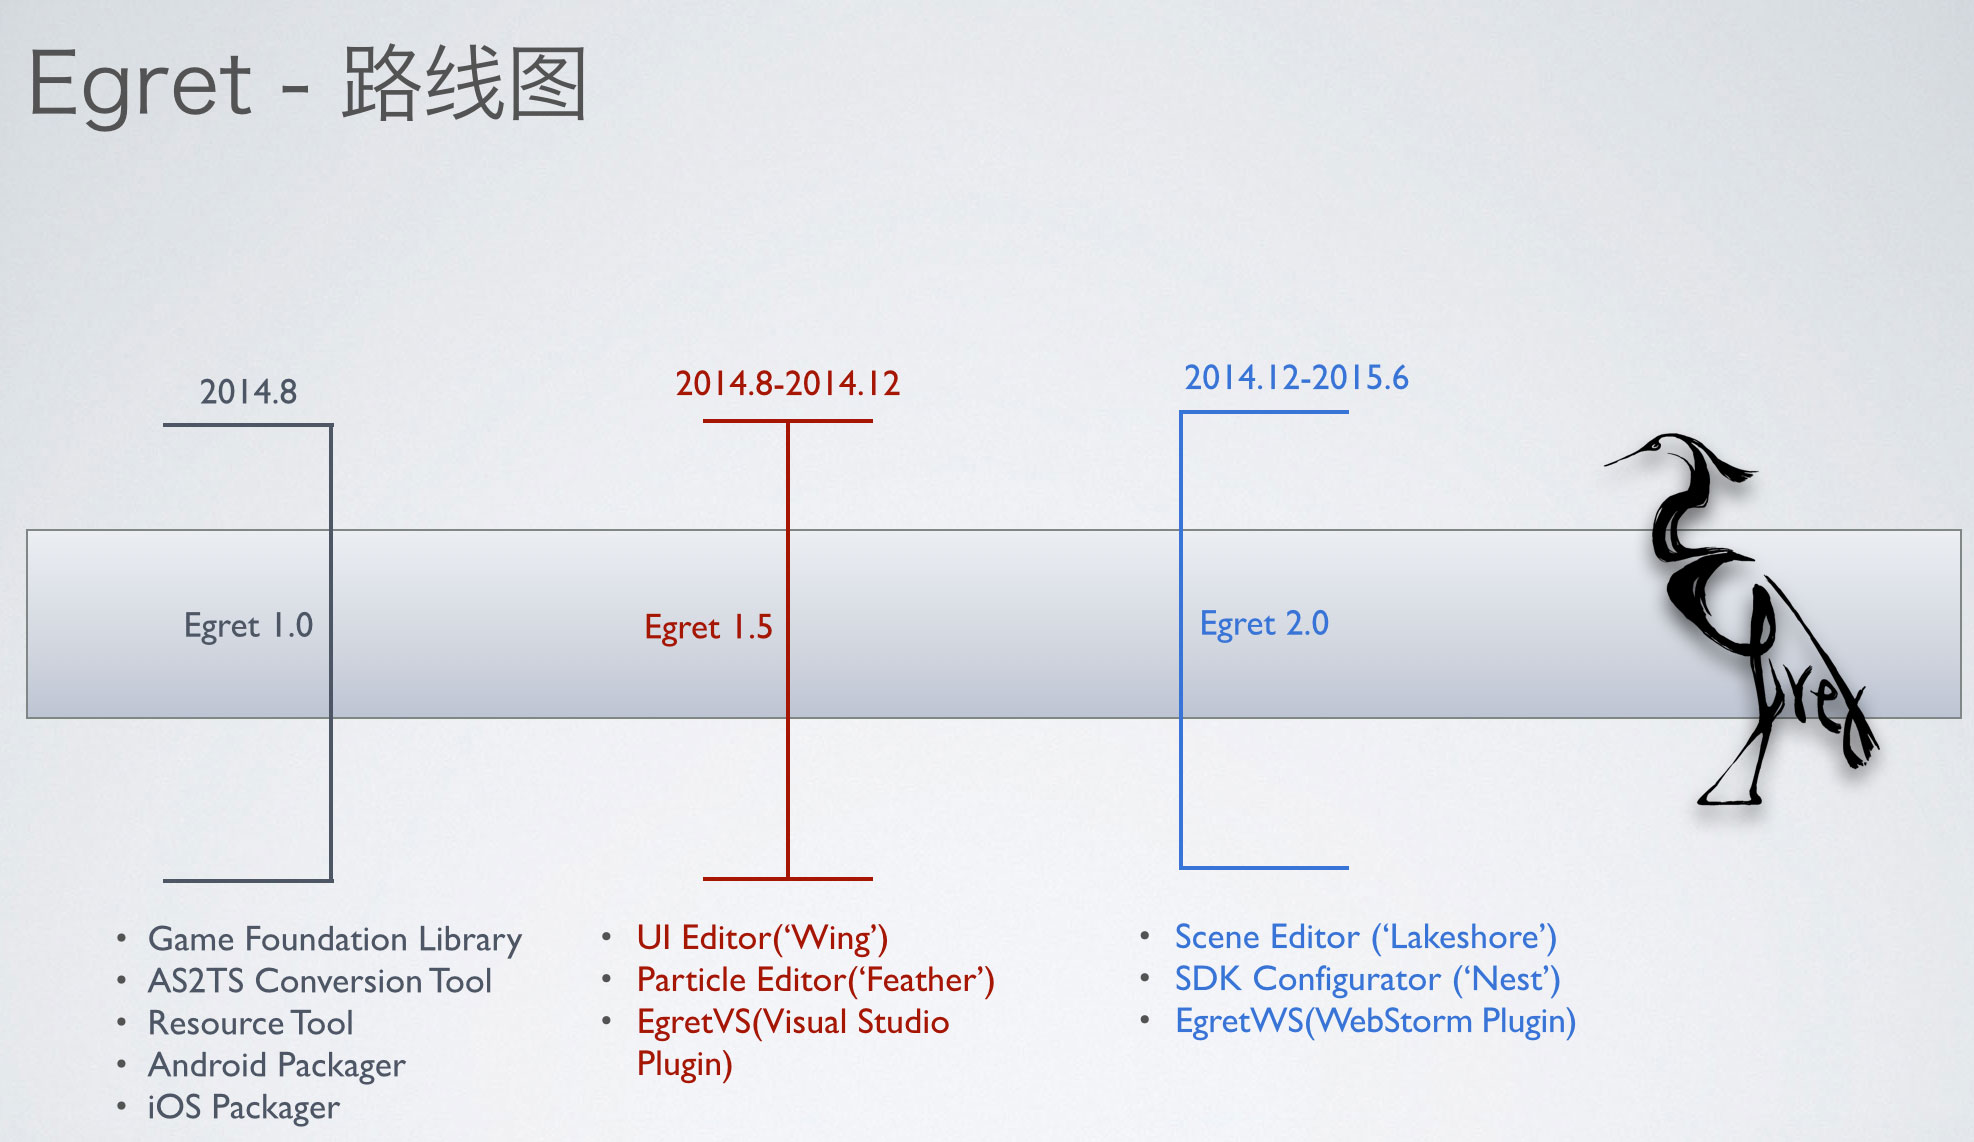 Egret - 路线图
2014.8
2014.8-2014.12
2014.12-2015.6
Egret 1.0
Egret 1.5
Egret 2.0
egret
• Game Foundation Library
• AS2TS Conversion Tool
• Resource Tool
• Android Packager
• iOS Packager
• UI Editor(‘Wing’)
• Particle Editor(‘Feather’)
• EgretVS(Visual Studio
Plugin)
• Scene Editor (‘Lakeshore’)
• SDK Configurator (‘Nest’)
• EgretWS(WebStorm Plugin)